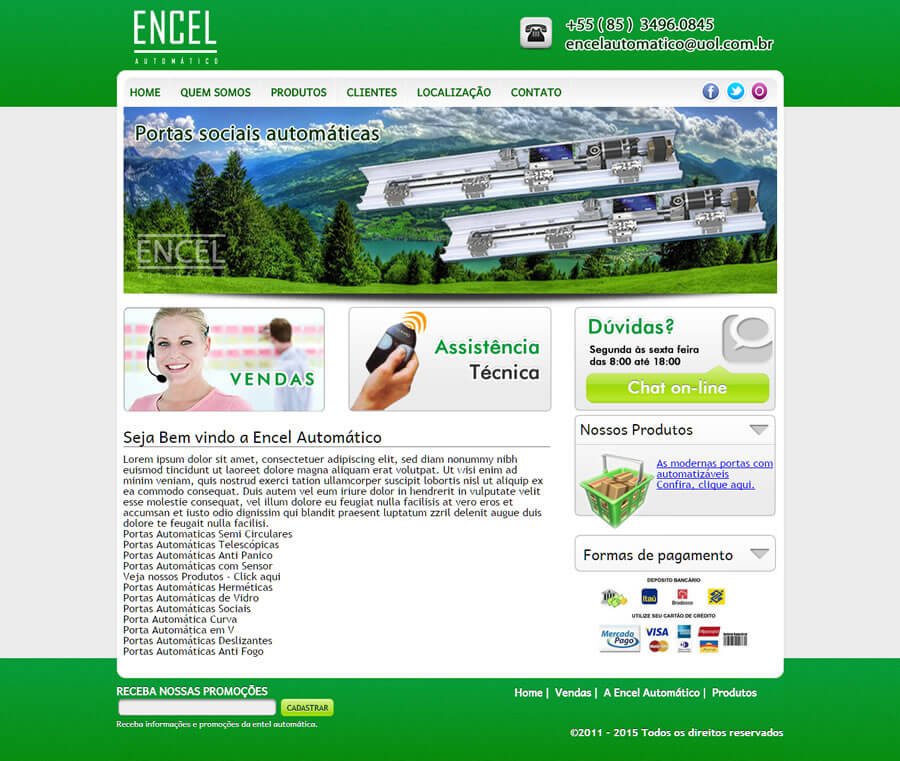 ENCEL
AUTOMÁTICO
+55 ( 85 ) 3496.0845
encelautomatico@uol.com.br
HOME QUEM SOMOS PRODUTOS CLIENTES LOCALIZAÇÃO CONTATO
Portas sociais automáticas
ENCEL
VENDAS
Assistência
Técnica
Dúvidas?
Segunda às sexta feira
das 8:00 até 18:00
Chat on-line
Seja Bem vindo a Encel Automático
Lorem ipsum dolor sit amet, consectetuer adipiscing elit, sed diam nonummy nibh
euismod tincidunt ut laoreet dolore magna aliquam erat volutpat. Ut wisi enim ad
minim veniam, quis nostrud exerci tation ullamcorper suscipit lobortis nisl ut aliquip ex
ea commodo consequat. Duis autem vel eum iriure dolor in hendrerit in vulputate velit
esse molestie consequat, vel illum dolore eu feugiat nulla facilisis at vero eros et
accumsan et iusto odio dignissim qui blandit praesent luptatum zzril delenit augue duis
dolore te feugait nulla facilisi.
Portas Automaticas Semi Circulares
Portas Automáticas Telescópicas
Portas Automáticas Anti Panico
Portas Automáticas com Sensor
Veja nossos Produtos - Click aqui
Portas Automáticas Herméticas
Portas Automáticas de Vidro
Portas Automáticas Sociais
Porta Automática Curva
Porta Automática em V
Portas Automáticas Deslizantes
Portas Automáticas Anti Fogo
Nossos Produtos
As modernas portas com
automatizáveis
Confira, clique aqui.
Formas de pagamento
DEPÓSITO BANCÁRIO
Itaú
Bradesco
UTILIZE SEU CARTÃO DE CRÉDITO
Mercado
Pago
VISA
RECEBA NOSSAS PROMOÇÕES
CADASTRAR
Receba informações e promoções da entel automática.
Home | Vendas | A Encel Automático | Produtos
©2011 - 2015 Todos os direitos reservados